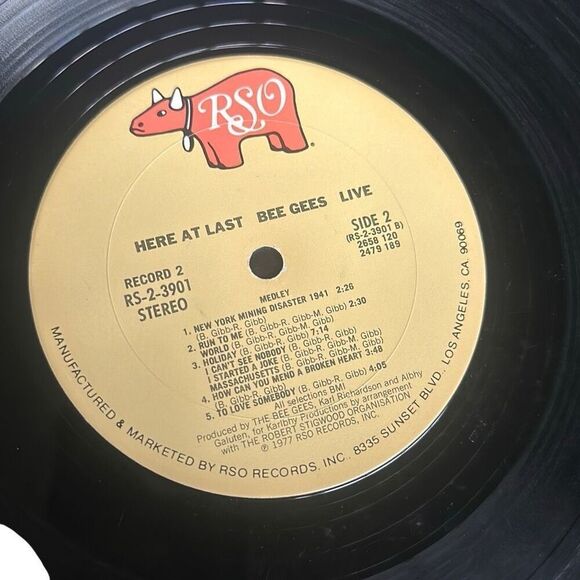 RSO
HERE AT LAST BEE GEES LIVE
RECORD 2
RS-2-3901
STEREO
SIDE 2
(RS-2-3901 B)
2658 120
2479 189
MEDLEY
1. NEW YORK MINING DISASTER 1941 2:26
(B. Gibb-R. Gibb)
2. RUN TO ME (B. Gibb-R. Gibb-M. Gibb) 2:30
WORLD (B. Gibb-R. Gibb-M. Gibb)
3. HOLIDAY (B. Gibb-R. Gibb) 7:14
I CAN'T SEE NOBODY (B. Gibb-R. Gibb)
I STARTED A JOKE (B. Gibb-R. Gibb-M. Gibb)
MASSACHUSETTS (B. Gibb-R. Gibb-M. Gibb)
4. HOW CAN YOU MEND A BROKEN HEART 3:48
(B. Gibb-R. Gibb)
5. TO LOVE SOMEBODY (B. Gibb-R. Gibb) 4:05
All selections BMI
Produced by THE BEE GEES, Karl Richardson and Albhy
Galuten, for Karlbhy Productions by arrangement
with THE ROBERT STIGWOOD ORGANISATION
℗ 1977 RSO RECORDS, INC.
MANUFACTURED & MARKETED BY RSO RECORDS, INC., 8335 SUNSET BLVD., LOS ANGELES, CA. 90069